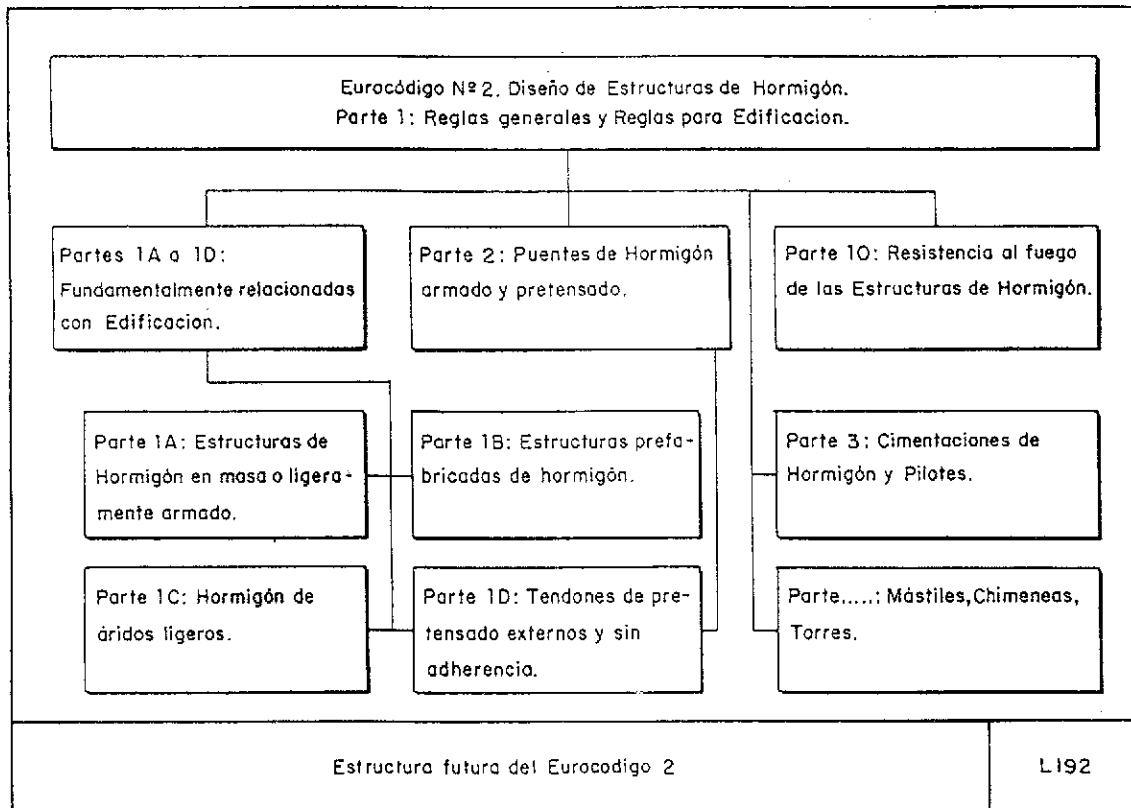 Eurocódigo Nº 2. Diseño de Estructuras de Hormigón.
Parte 1: Reglas generales y Reglas para Edificacion.
Partes 1A a 1D:
Fundamentalmente relacionadas
con Edificacion.
Parte 2: Puentes de Hormigón
armado y pretensado.
Parte 10: Resistencia al fuego
de las Estructuras de Hormigón.
Parte 1A: Estructuras de
Hormigón en masa o ligera-
mente armado.
Parte 1B: Estructuras prefa-
bricadas de hormigón.
Parte 3: Cimentaciones de
Hormigón y Pilotes.
Parte 1C: Hormigón de
áridos ligeros.
Parte 1D: Tendones de pre-
tensado externos y sin
adherencia.
Parte.....: Mástiles, Chimeneas,
Torres.
Estructura futura del Eurocodigo 2
L192